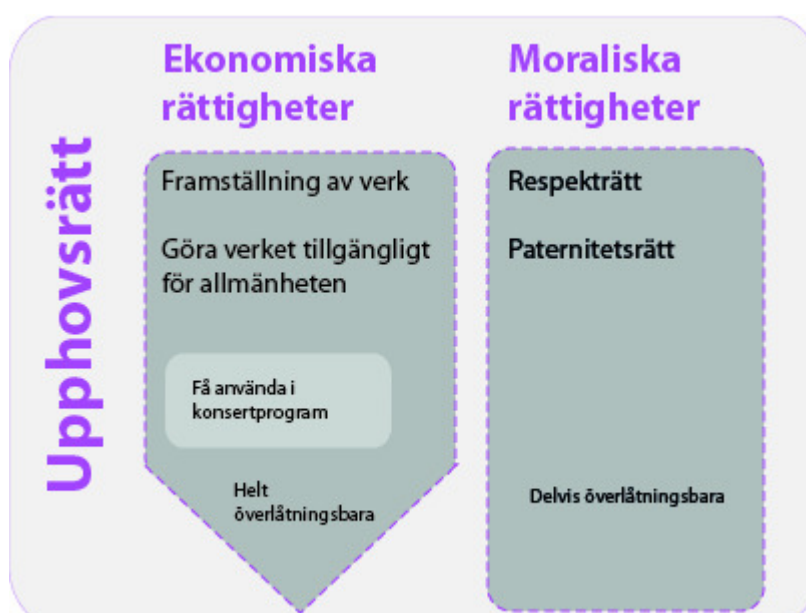 Upphovsrätt
Ekonomiska
rättigheter
Framställning av verk
Göra verket tillgängligt
för allmänheten
Få använda i
konsertprogram
Helt
överlåtningsbara
Moraliska
rättigheter
Respekträtt
Paternitetsrätt
Delvis överlåtningsbara